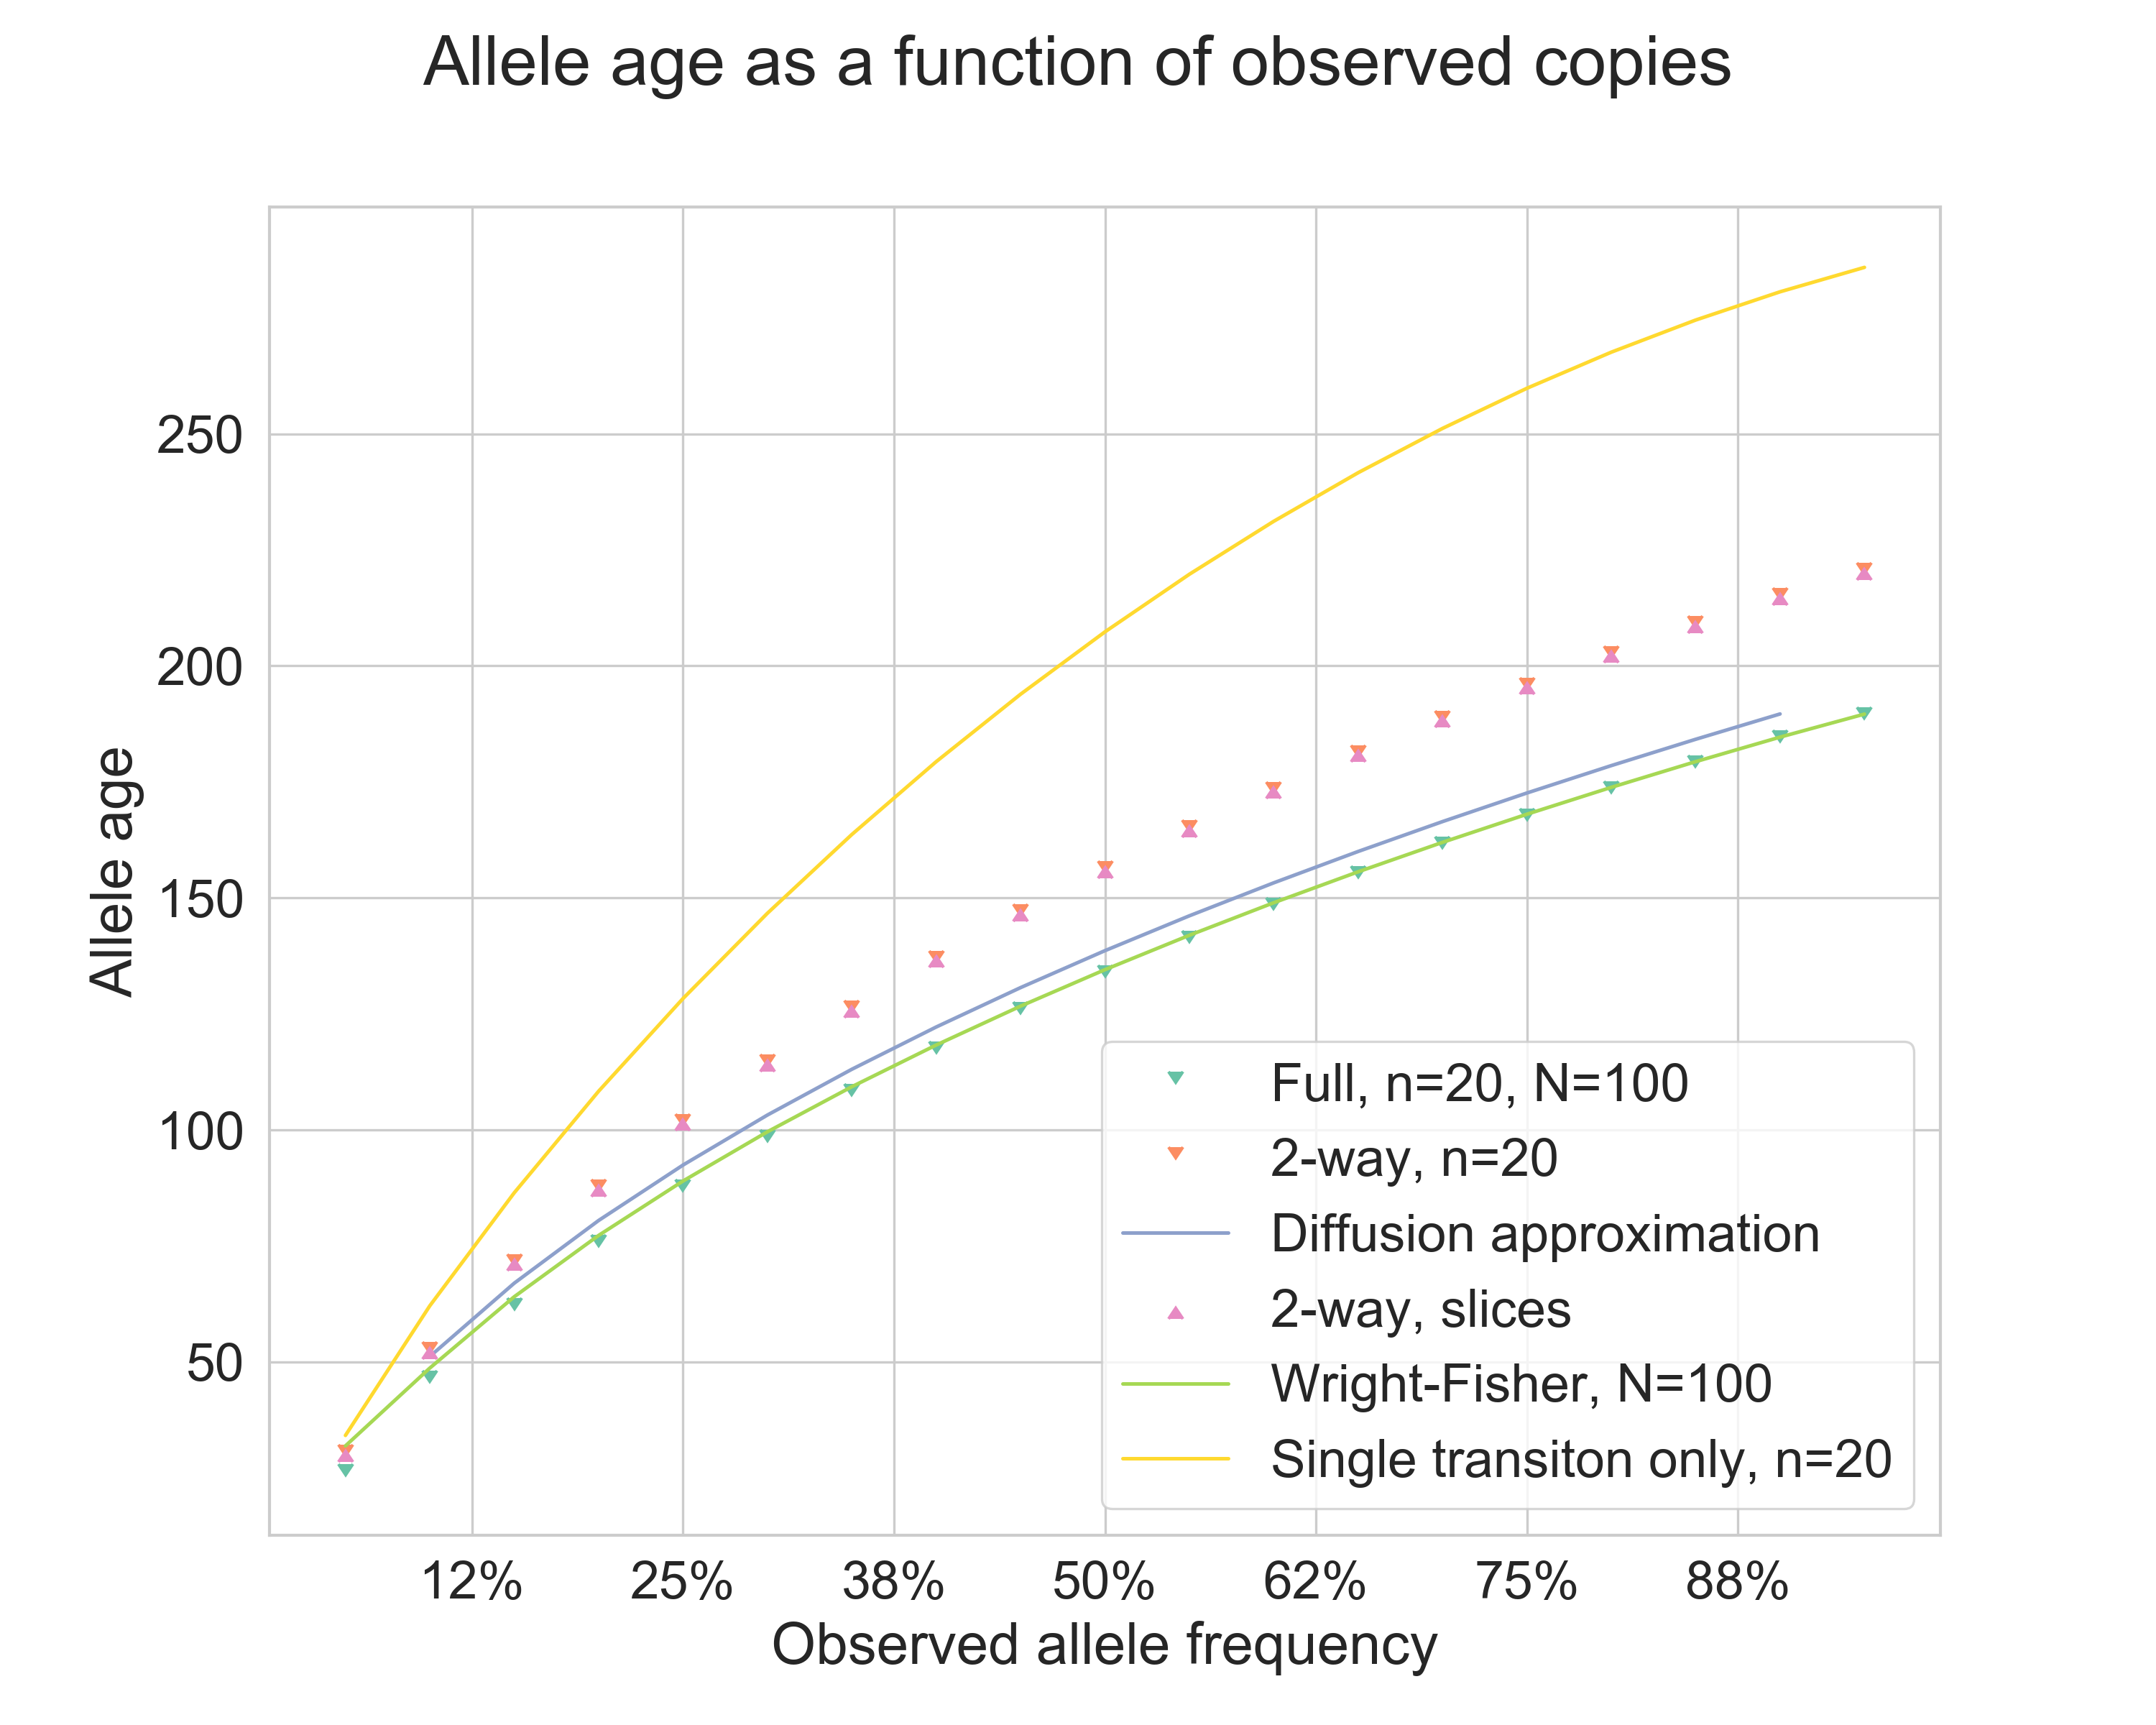 Allele age as a function of observed copies
250
200
150
100
50
Allele age
Full, n=20, N=100
2-way, n=20
Diffusion approximation
2-way, slices
Wright-Fisher, N=100
Single transiton only, n=20
12% 25% 38% 50% 62% 75% 88%
Observed allele frequency